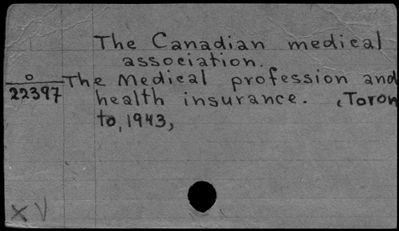 The Canadian medical
association.
o
22397
The Medical profession and
health insurance. (Toron
to, 1943,
XV